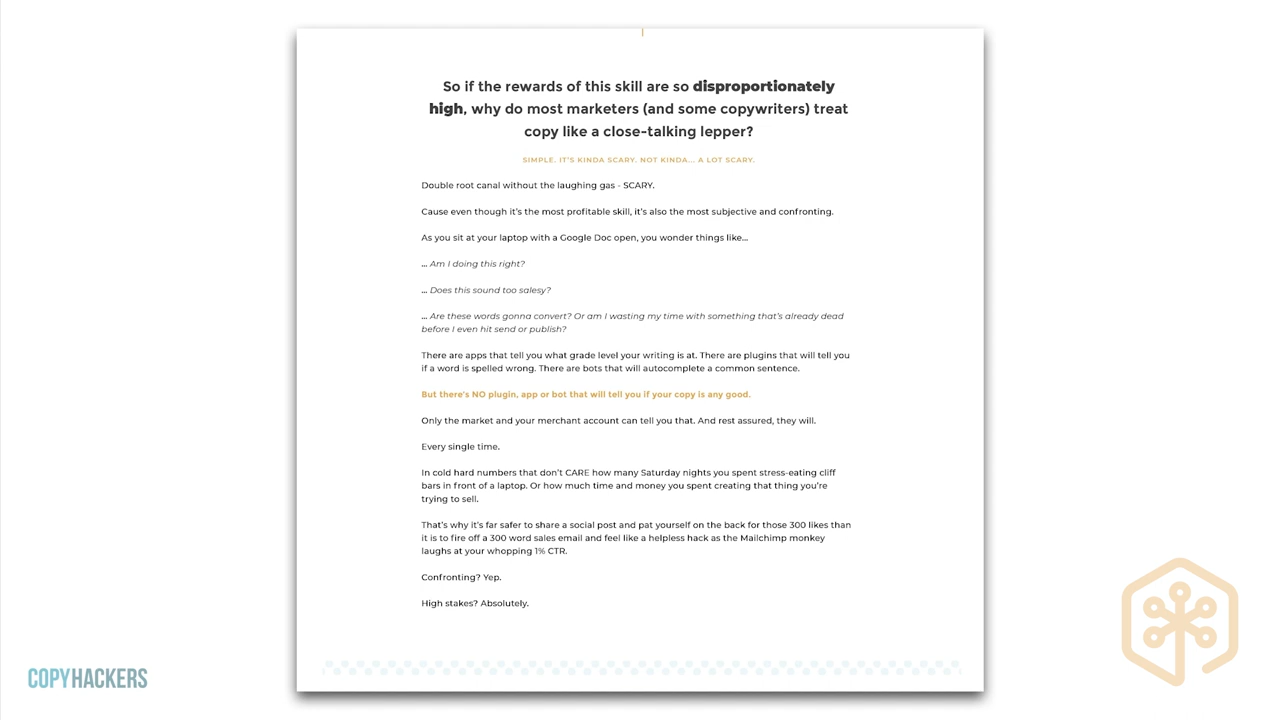 So if the rewards of this skill are so disproportionately
high, why do most marketers (and some copywriters) treat
copy like a close-talking lepper?
SIMPLE. IT'S KINDA SCARY. NOT KINDA... A LOT SCARY.
Double root canal without the laughing gas - SCARY.
Cause even though it's the most profitable skill, it's also the most subjective and confronting.
As you sit at your laptop with a Google Doc open, you wonder things like...
... Am I doing this right?
... Does this sound too salesy?
... Are these words gonna convert? Or am I wasting my time with something that's already dead
before I even hit send or publish?
There are apps that tell you what grade level your writing is at. There are plugins that will tell you
if a word is spelled wrong. There are bots that will autocomplete a common sentence.
But there's NO plugin, app or bot that will tell you if your copy is any good.
Only the market and your merchant account can tell you that. And rest assured, they will.
Every single time.
In cold hard numbers that don't CARE how many Saturday nights you spent stress-eating cliff
bars in front of a laptop. Or how much time and money you spent creating that thing you're
trying to sell.
That's why it's far safer to share a social post and pat yourself on the back for those 300 likes than
it is to fire off a 300 word sales email and feel like a helpless hack as the Mailchimp monkey
laughs at your whopping 1% CTR.
Confronting? Yep.
High stakes? Absolutely.
COPYHACKERS